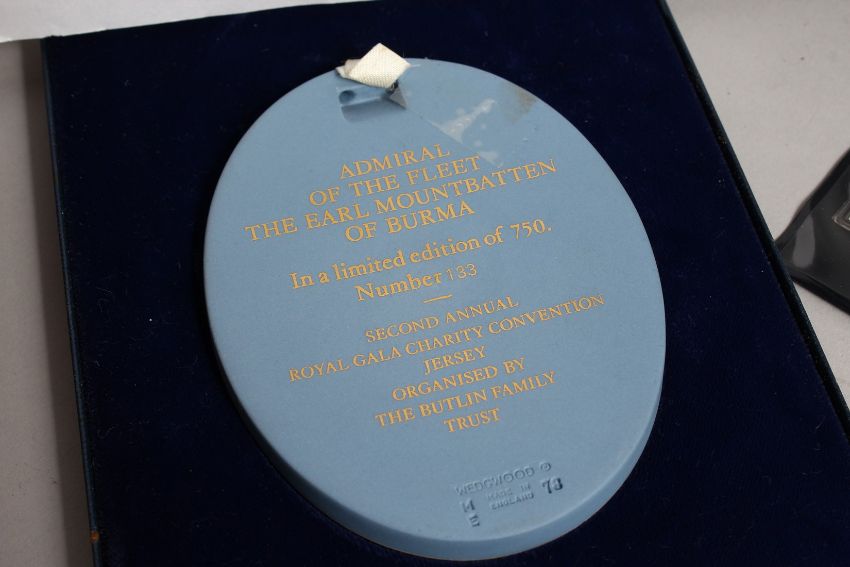 ADMIRAL
OF THE FLEET
THE EARL MOUNTBATTEN
OF BURMA
In a limited edition of 750.
Number 133
SECOND ANNUAL
ROYAL GALA CHARITY CONVENTION
JERSEY
ORGANISED BY
THE BUTLIN FAMILY
TRUST
WEDGWOOD ©
MADE IN
ENGLAND
73